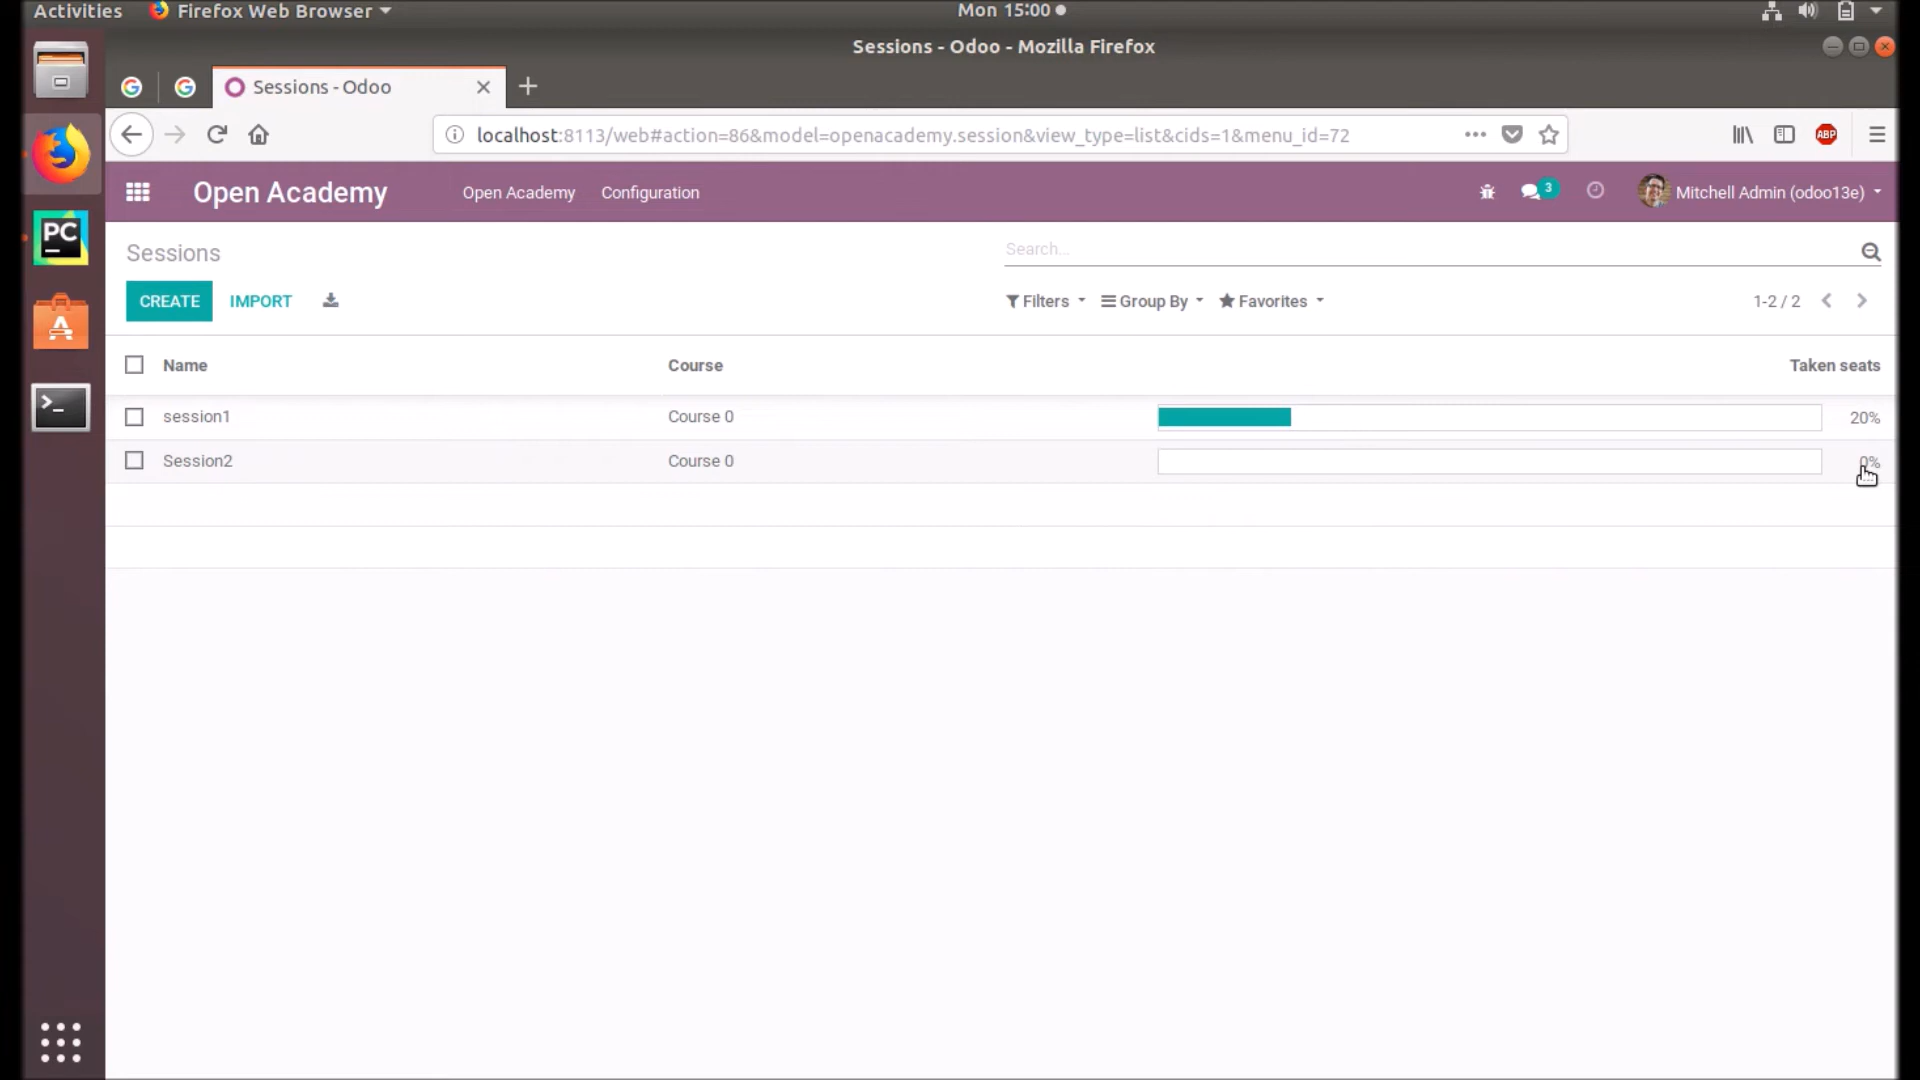 Activities Firefox Web Browser Mon 15:00
Sessions - Odoo - Mozilla Firefox
Sessions - Odoo
localhost:8113/web#action=86&model=openacademy.session&view_type=list&cids=1&menu_id=72
ABP
Open Academy Open Academy Configuration 3 Mitchell Admin (odoo13e)
PC
Sessions Search...
CREATE IMPORT Filters Group By Favorites 1-2 / 2
Name Course Taken seats
session1 Course 0 20%
Session2 Course 0 0%